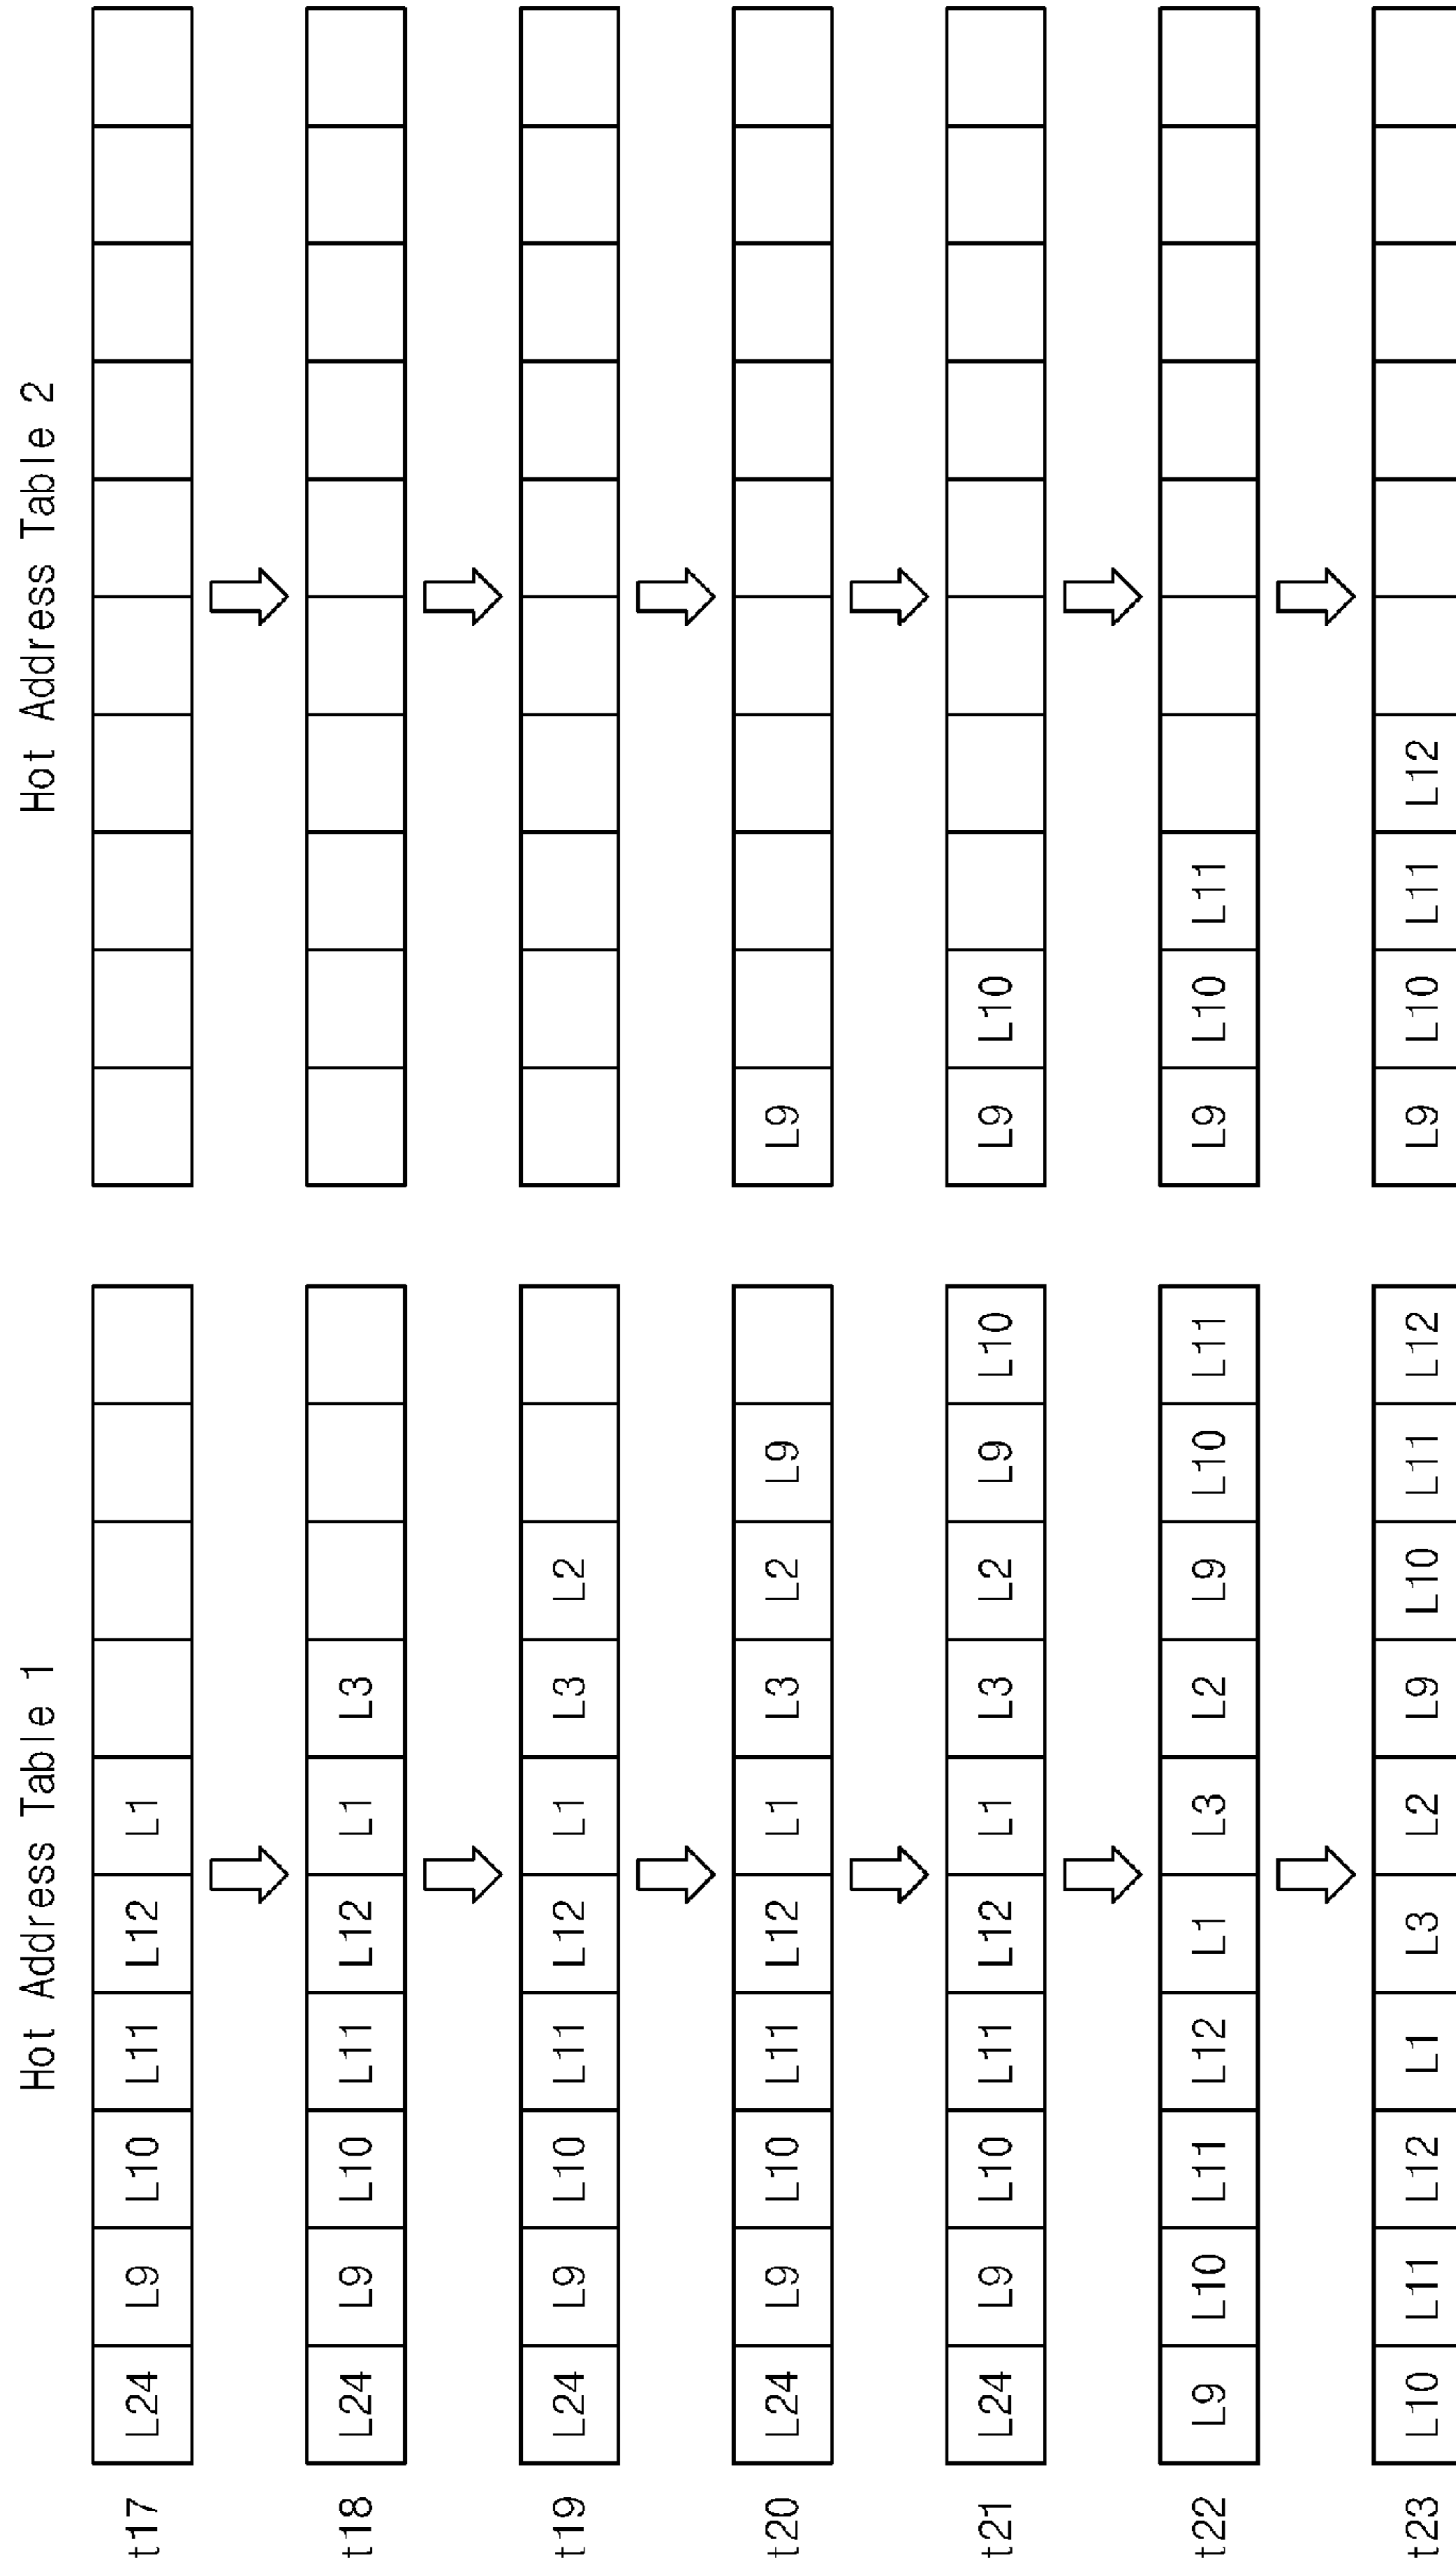 Hot Address Table 1 Hot Address Table 2
t17 L24 L9 L10 L11 L12 L1
t18 L24 L9 L10 L11 L12 L1 L3
t19 L24 L9 L10 L11 L12 L1 L3 L2
t20 L24 L9 L10 L11 L12 L1 L3 L2 L9 L9
t21 L24 L9 L10 L11 L12 L1 L3 L2 L9 L10 L9 L10
t22 L9 L10 L11 L12 L1 L3 L2 L9 L10 L11 L9 L10 L11
t23 L10 L11 L12 L1 L3 L2 L9 L10 L11 L12 L9 L10 L11 L12